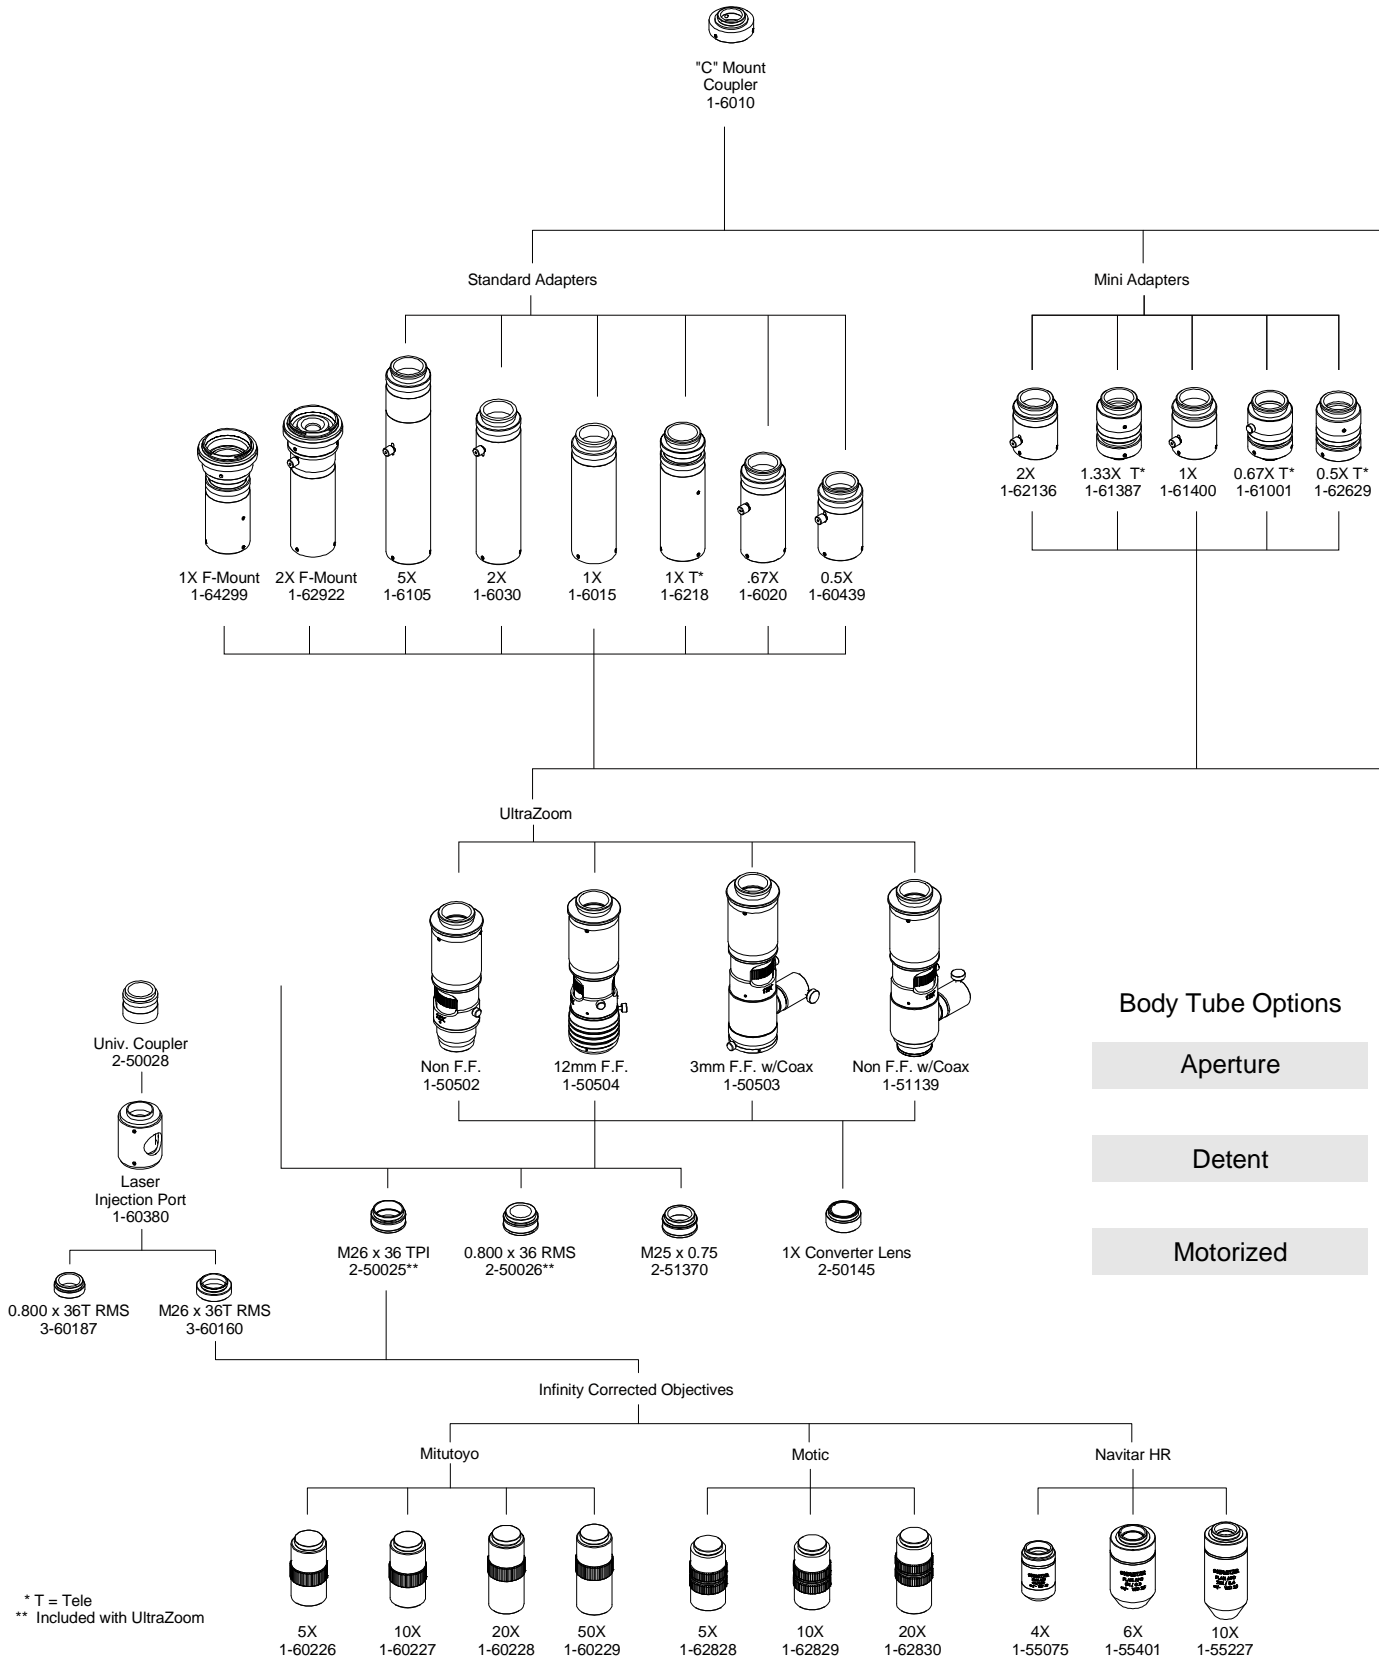 "C" Mount
Coupler
1-6010
Standard Adapters
Mini Adapters
2X
1-62136
1.33X T*
1-61387
1X
1-61400
0.67X T*
1-61001
0.5X T*
1-62629
1X F-Mount
1-64299
2X F-Mount
1-62922
5X
1-6105
2X
1-6030
1X
1-6015
1X T*
1-6218
.67X
1-6020
0.5X
1-60439
UltraZoom
Non F.F.
1-50502
12mm F.F.
1-50504
3mm F.F. w/Coax
1-50503
Non F.F. w/Coax
1-51139
Body Tube Options
Aperture
Detent
Motorized
Univ. Coupler
2-50028
Laser
Injection Port
1-60380
0.800 x 36T RMS
3-60187
M26 x 36T RMS
3-60160
M26 x 36 TPI
2-50025**
0.800 x 36 RMS
2-50026**
M25 x 0.75
2-51370
1X Converter Lens
2-50145
Infinity Corrected Objectives
Mitutoyo
Motic
Navitar HR
5X
1-60226
10X
1-60227
20X
1-60228
50X
1-60229
5X
1-62828
10X
1-62829
20X
1-62830
4X
1-55075
6X
1-55401
10X
1-55227
* T = Tele
** Included with UltraZoom